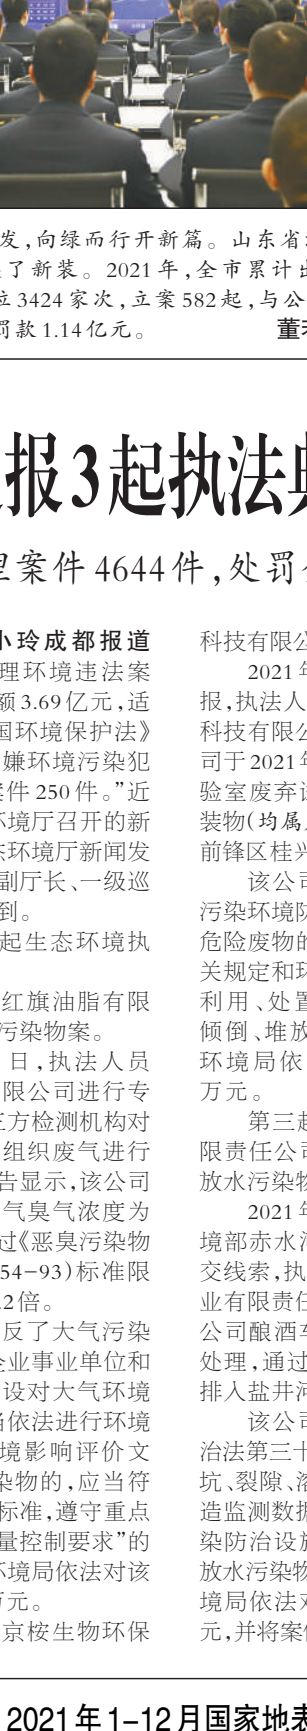 发,向绿而行开新篇。山东省
了新装。2021年,全市累计出
位3424家次,立案582起,与公
罚款1.14亿元。 董
报3起执法典
理案件4644件,处罚
小玲成都报道
理环境违法案
额3.69亿元,适
国环境保护法》
嫌环境污染犯
案件250件。”近
环境厅召开的新
态环境厅新闻发
副厅长、一级巡
到。
起生态环境执
红旗油脂有限
污染物案。
日,执法人员
有限公司进行专
三方检测机构对
组织废气进行
告显示,该公司
气臭气浓度为
过《恶臭污染物
54-93)标准限
.2倍。
反了大气污染
企业事业单位和
设对大气环境
当依法进行环境
境影响评价文
染物的,应当符
标准,遵守重点
量控制要求”的
环境局依法对该
万元。
京桉生物环保
科技有限公
2021年
报,执法人
科技有限公
司于2021年
验室废弃试
装物(均属
前锋区桂兴
该公司
污染环境防
危险废物的
关规定和环
利用、处置
倾倒、堆放
环境局依
万元。
第三起
限责任公司
放水污染物
2021年
境部赤水河
交线索,执
业有限责任
公司酿酒车
处理,通过
排入盐井河
该公司
治法第三十
坑、裂隙、溶
造监测数据
染防治设施
放水污染物
境局依法对
元,并将案件
2021年1-12月国家地表